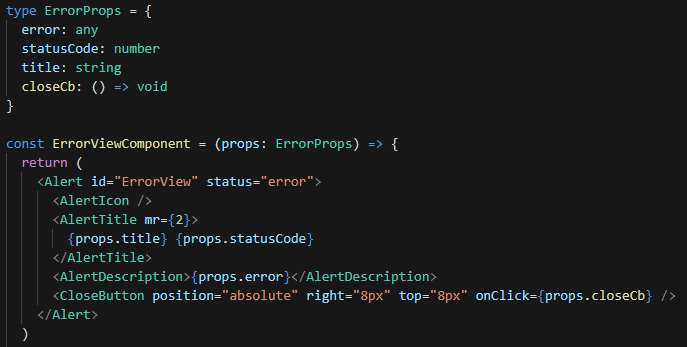 type ErrorProps = {
  error: any
  statusCode: number
  title: string
  closeCb: () => void
}

const ErrorViewComponent = (props: ErrorProps) => {
  return (
    <Alert id="ErrorView" status="error">
      <AlertIcon />
      <AlertTitle mr={2}>
        {props.title} {props.statusCode}
      </AlertTitle>
      <AlertDescription>{props.error}</AlertDescription>
      <CloseButton position="absolute" right="8px" top="8px" onClick={props.closeCb} />
    </Alert>
  )